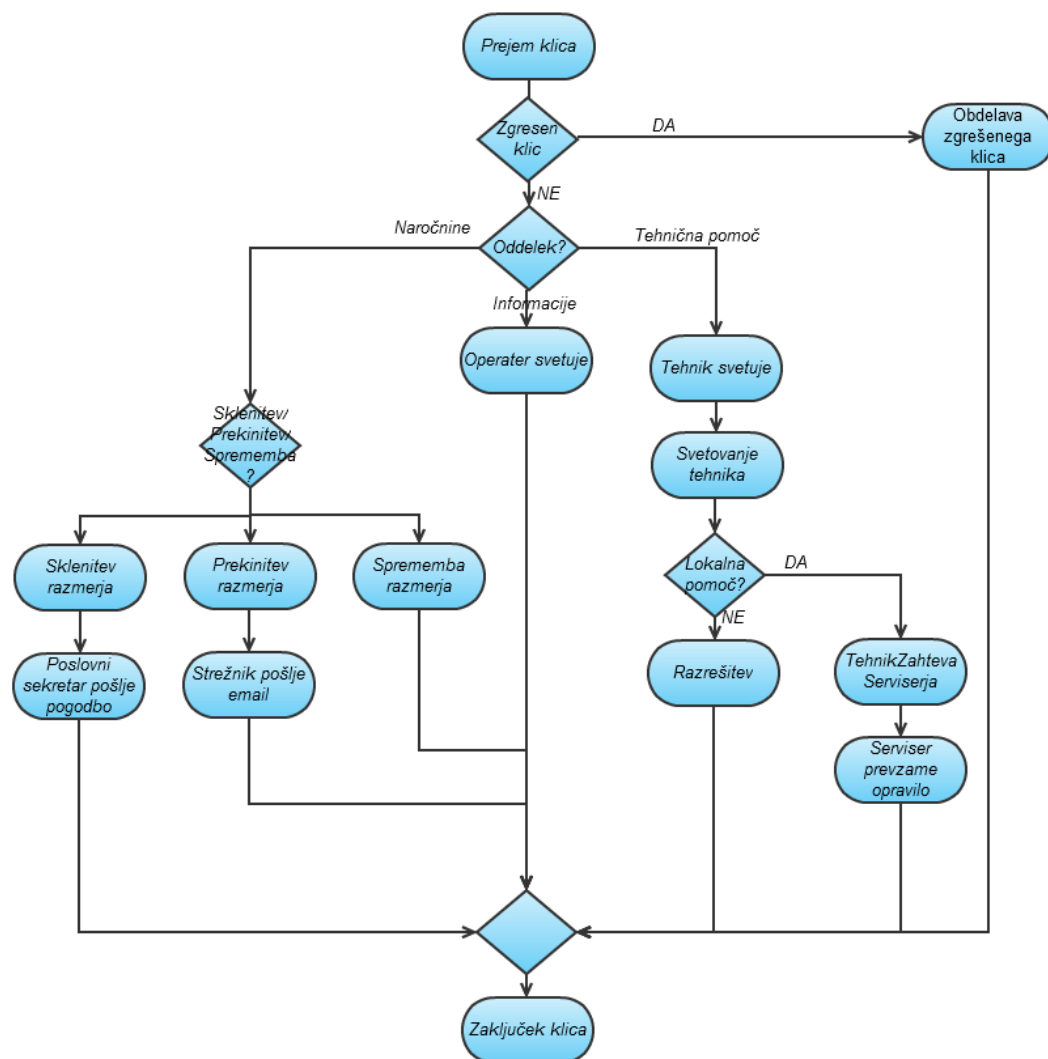 Prejem klica
Zgresen
klic
DA
Obdelava
zgrešenega
klica
NE
Naročnine
Oddelek?
Tehnična pomoč
Informacije
Operater svetuje
Tehnik svetuje
Sklenitev/
Prekinitev/
Sprememba
?
Svetovanje
tehnika
Sklenitev
razmerja
Prekinitev
razmerja
Sprememba
razmerja
Lokalna
pomoč?
DA
NE
Poslovni
sekretar pošlje
pogodbo
Strežnik pošlje
email
Razrešitev
TehnikZahteva
Serviserja
Serviser
prevzame
opravilo
Zaključek klica